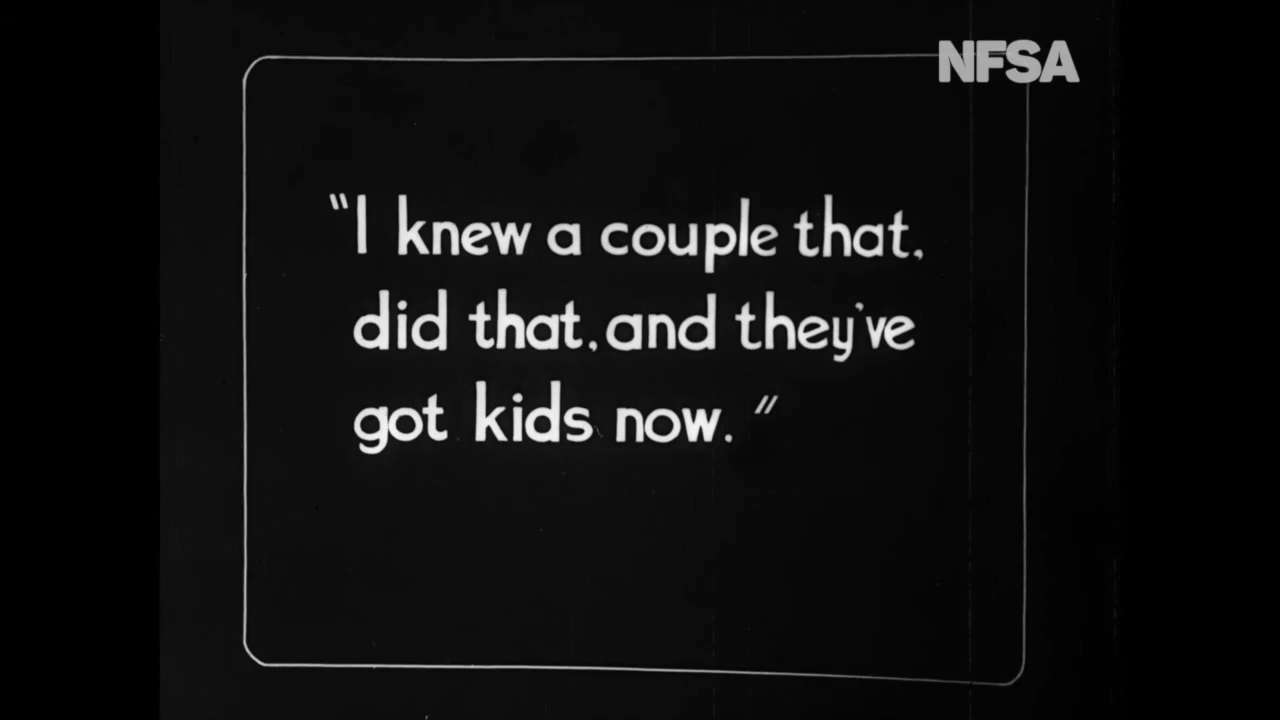 NFSA
"I knew a couple that,
did that, and they've
got kids now."